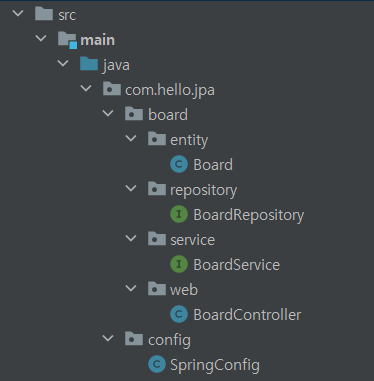 src
main
java
com.hello.jpa
board
entity
C Board
repository
I BoardRepository
service
I BoardService
web
C BoardController
config
C SpringConfig